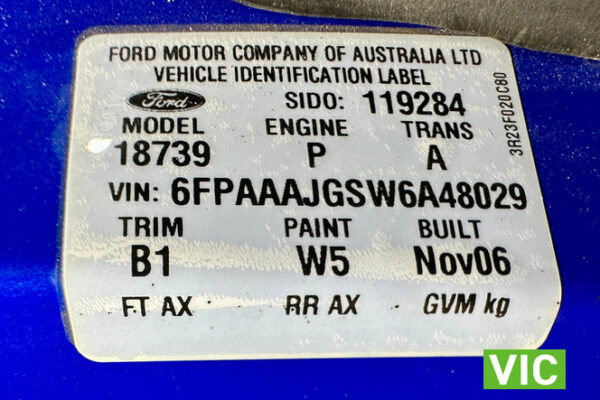 FORD MOTOR COMPANY OF AUSTRALIA LTD
VEHICLE IDENTIFICATION LABEL
Ford SIDO: 119284
MODEL ENGINE TRANS
18739 P A
VIN: 6FPAAAJGSW6A48029
TRIM PAINT BUILT
B1 W5 Nov06
FT AX RR AX GVM kg
3R23F020C80
VIC